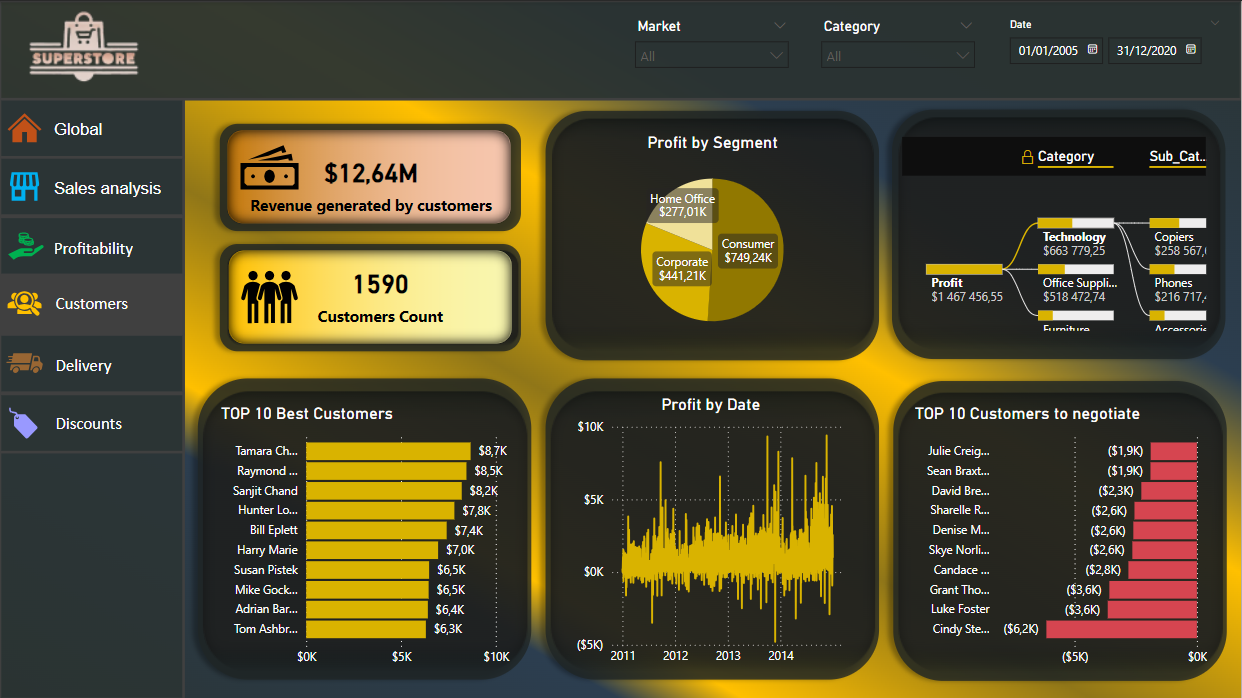 SUPERSTORE
Market
All
Category
All
Date
01/01/2005
31/12/2020
Global
Sales analysis
Profitability
Customers
Delivery
Discounts
$12,64M
Revenue generated by customers
1590
Customers Count
Profit by Segment
Home Office
$277,01K
Consumer
$749,24K
Corporate
$441,21K
Category
Sub_Cat...
Profit
$1 467 456,55
Technology
$663 779,25
Office Suppli...
$518 472,74
Furniture
Copiers
$258 567,
Phones
$216 717,
Accessorie
TOP 10 Best Customers
Tamara Ch... $8,7K
Raymond ... $8,5K
Sanjit Chand $8,2K
Hunter Lo... $7,8K
Bill Eplett $7,4K
Harry Marie $7,0K
Susan Pistek $6,5K
Mike Gock... $6,5K
Adrian Bar... $6,4K
Tom Ashbr... $6,3K
$0K $5K $10K
Profit by Date
$10K
$5K
$0K
($5K)
2011 2012 2013 2014
TOP 10 Customers to negotiate
Julie Creig... ($1,9K)
Sean Braxt... ($1,9K)
David Bre... ($2,3K)
Sharelle R... ($2,6K)
Denise M... ($2,6K)
Skye Norli... ($2,6K)
Candace ... ($2,8K)
Grant Tho... ($3,6K)
Luke Foster ($3,6K)
Cindy Ste... ($6,2K)
($5K) $0K